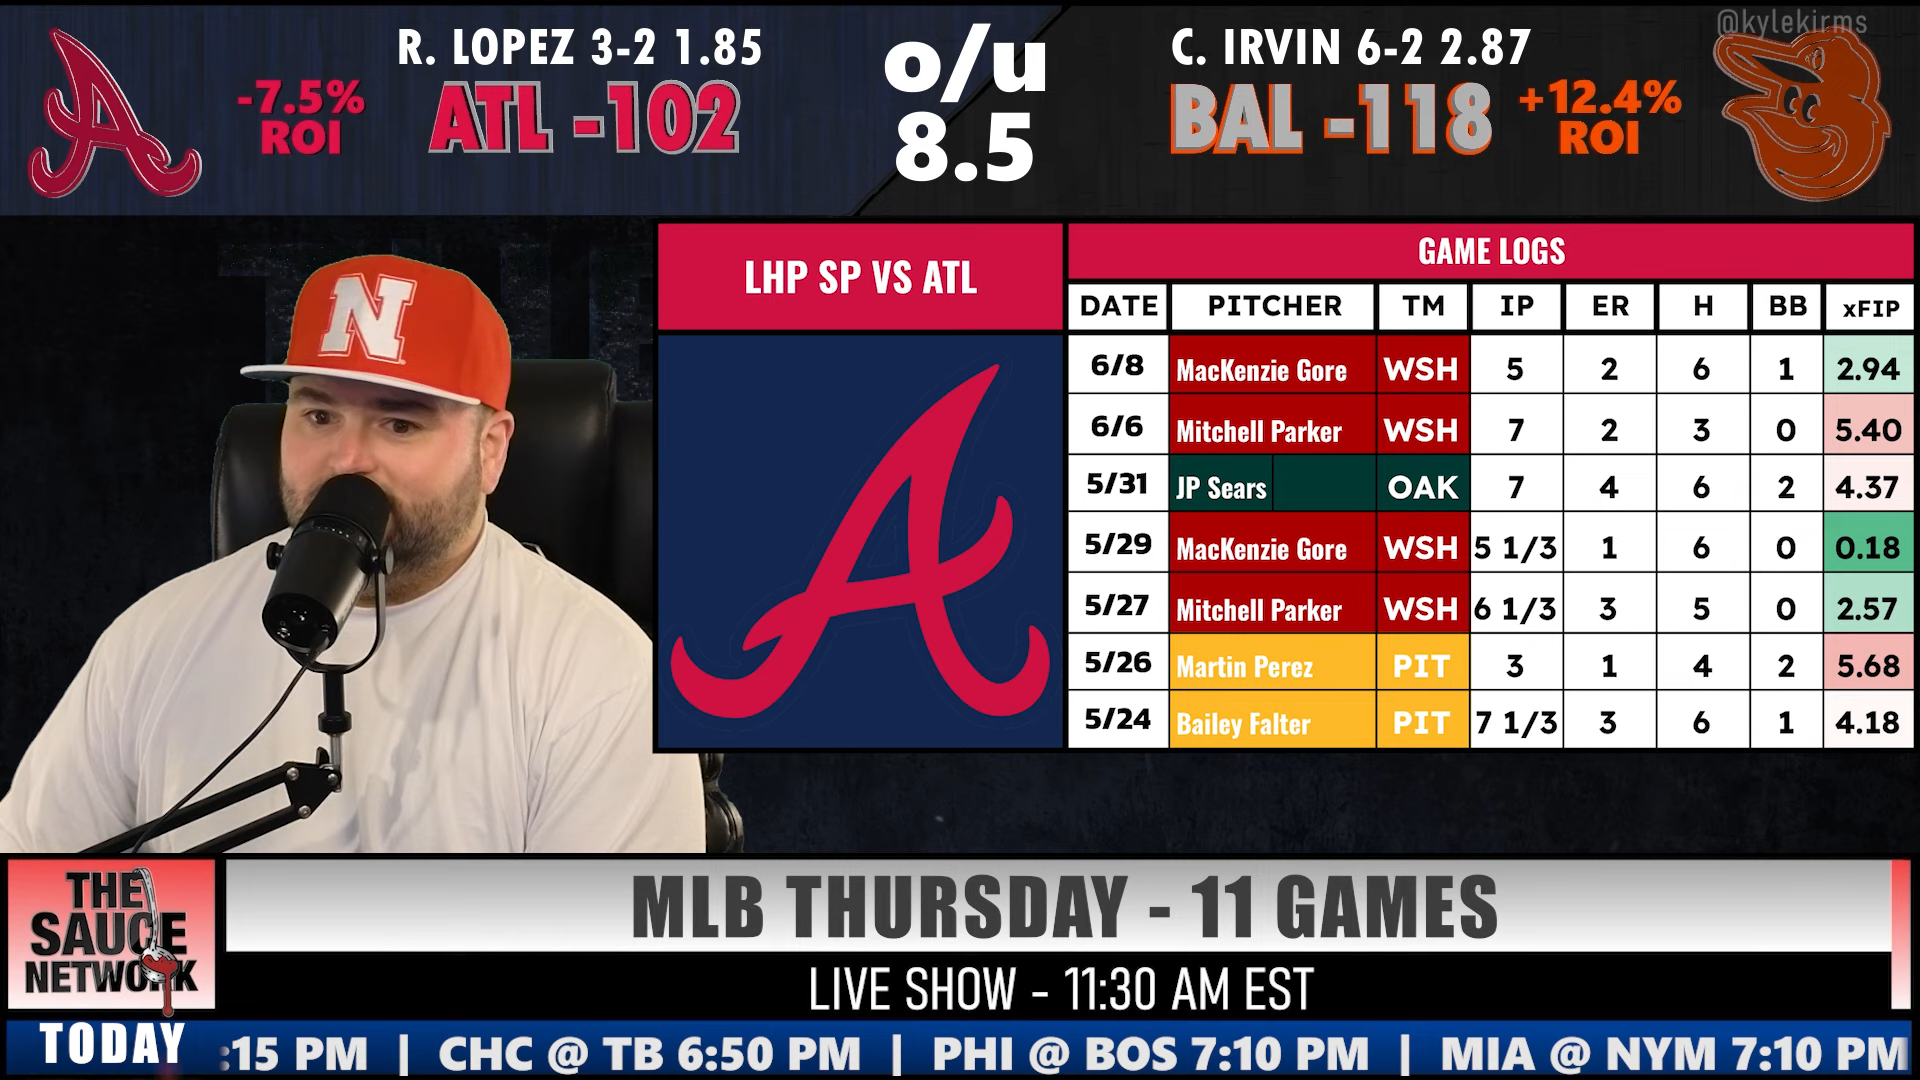 @kylekirms
R. LOPEZ 3-2 1.85
-7.5%
ROI
ATL -102
o/u
8.5
C. IRVIN 6-2 2.87
BAL -118
+12.4%
ROI
N
LHP SP VS ATL
GAME LOGS
DATE PITCHER TM IP ER H BB xFIP
6/8 MacKenzie Gore WSH 5 2 6 1 2.94
6/6 Mitchell Parker WSH 7 2 3 0 5.40
5/31 JP Sears OAK 7 4 6 2 4.37
5/29 MacKenzie Gore WSH 5 1/3 1 6 0 0.18
5/27 Mitchell Parker WSH 6 1/3 3 5 0 2.57
5/26 Martin Perez PIT 3 1 4 2 5.68
5/24 Bailey Falter PIT 7 1/3 3 6 1 4.18
THE
SAUCE
NETWORK
MLB THURSDAY - 11 GAMES
LIVE SHOW - 11:30 AM EST
TODAY :15 PM | CHC @ TB 6:50 PM | PHI @ BOS 7:10 PM | MIA @ NYM 7:10 PM